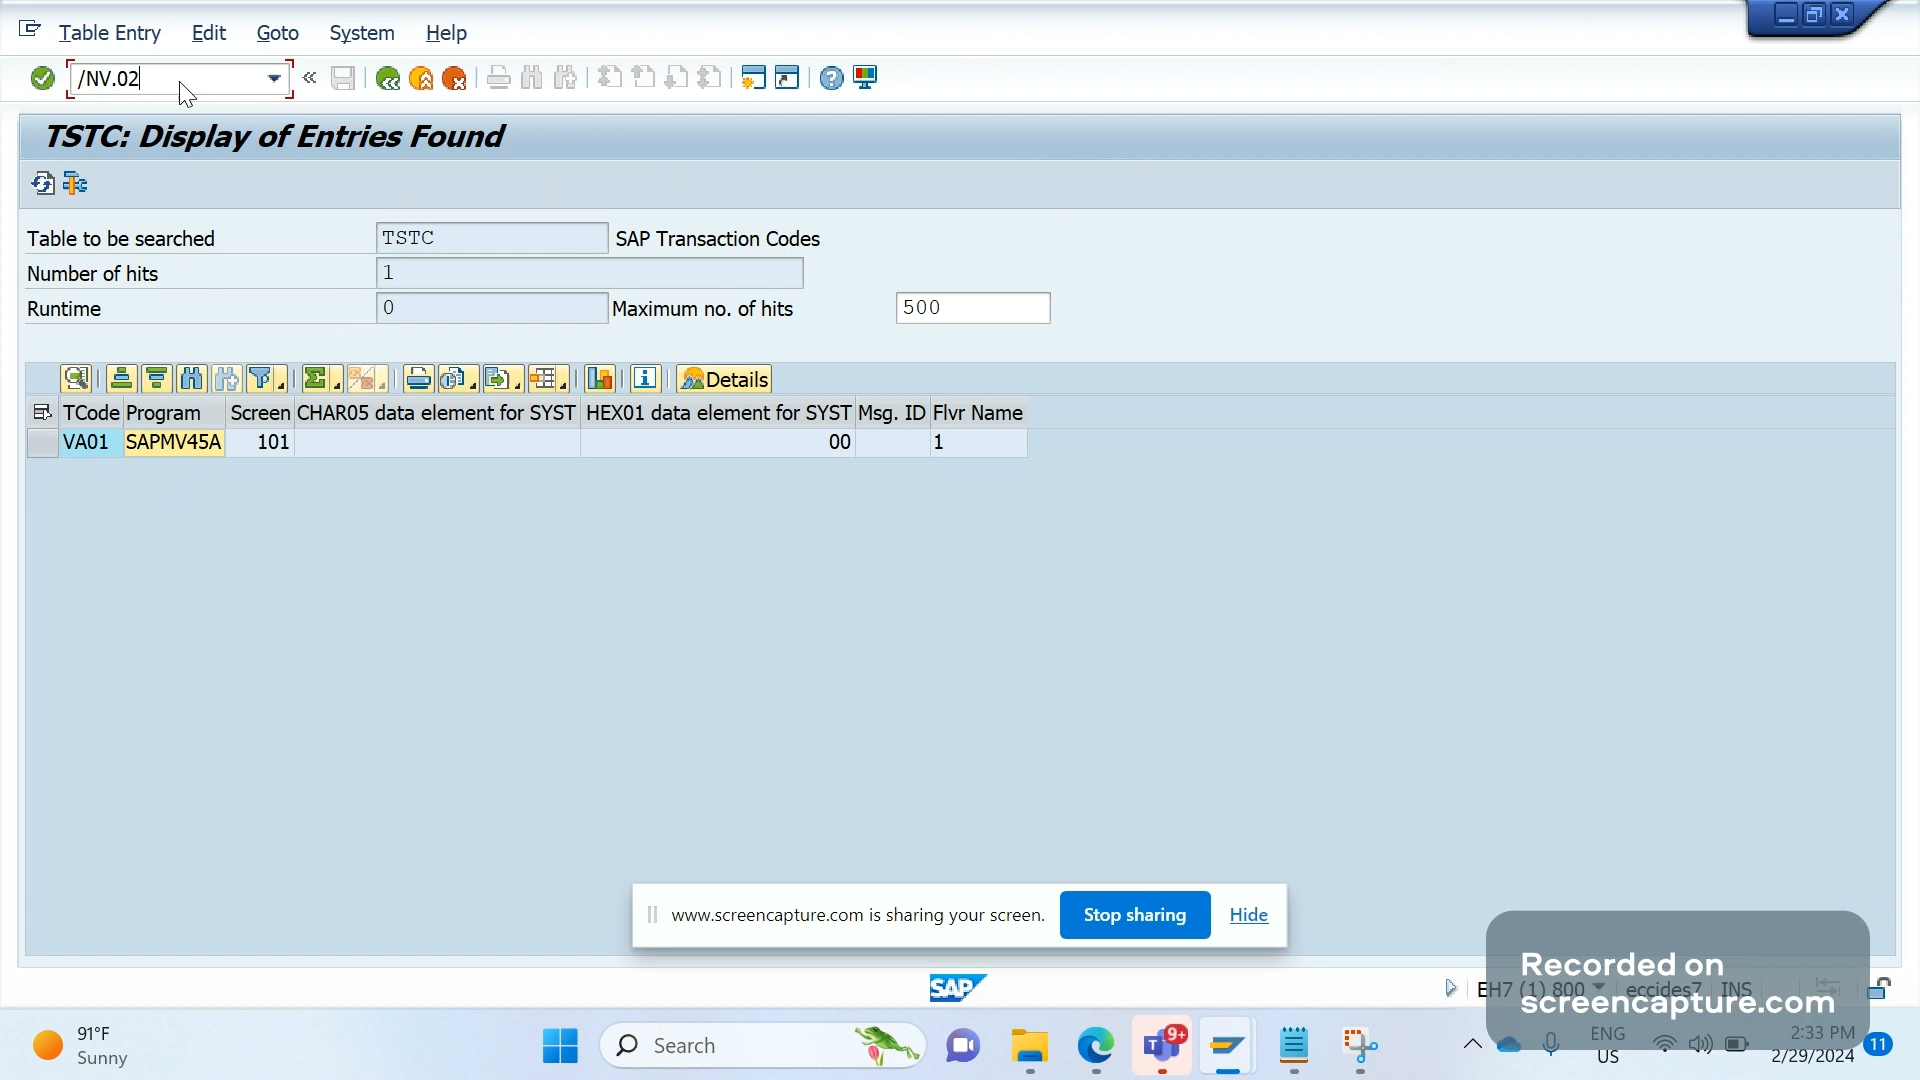 Table Entry Edit Goto System Help
/NV.02
TSTC: Display of Entries Found
Table to be searched TSTC SAP Transaction Codes
Number of hits 1
Runtime 0 Maximum no. of hits 500
Details
TCode Program Screen CHAR05 data element for SYST HEX01 data element for SYST Msg. ID Flvr Name
VA01 SAPMV45A 101 00 1
www.screencapture.com is sharing your screen. Stop sharing Hide
SAP
EH7 (1) 800 eccides7 INS
Recorded on
screencapture.com
91°F
Sunny
Search
9+
T
ENG
US
2:33 PM
2/29/2024
11